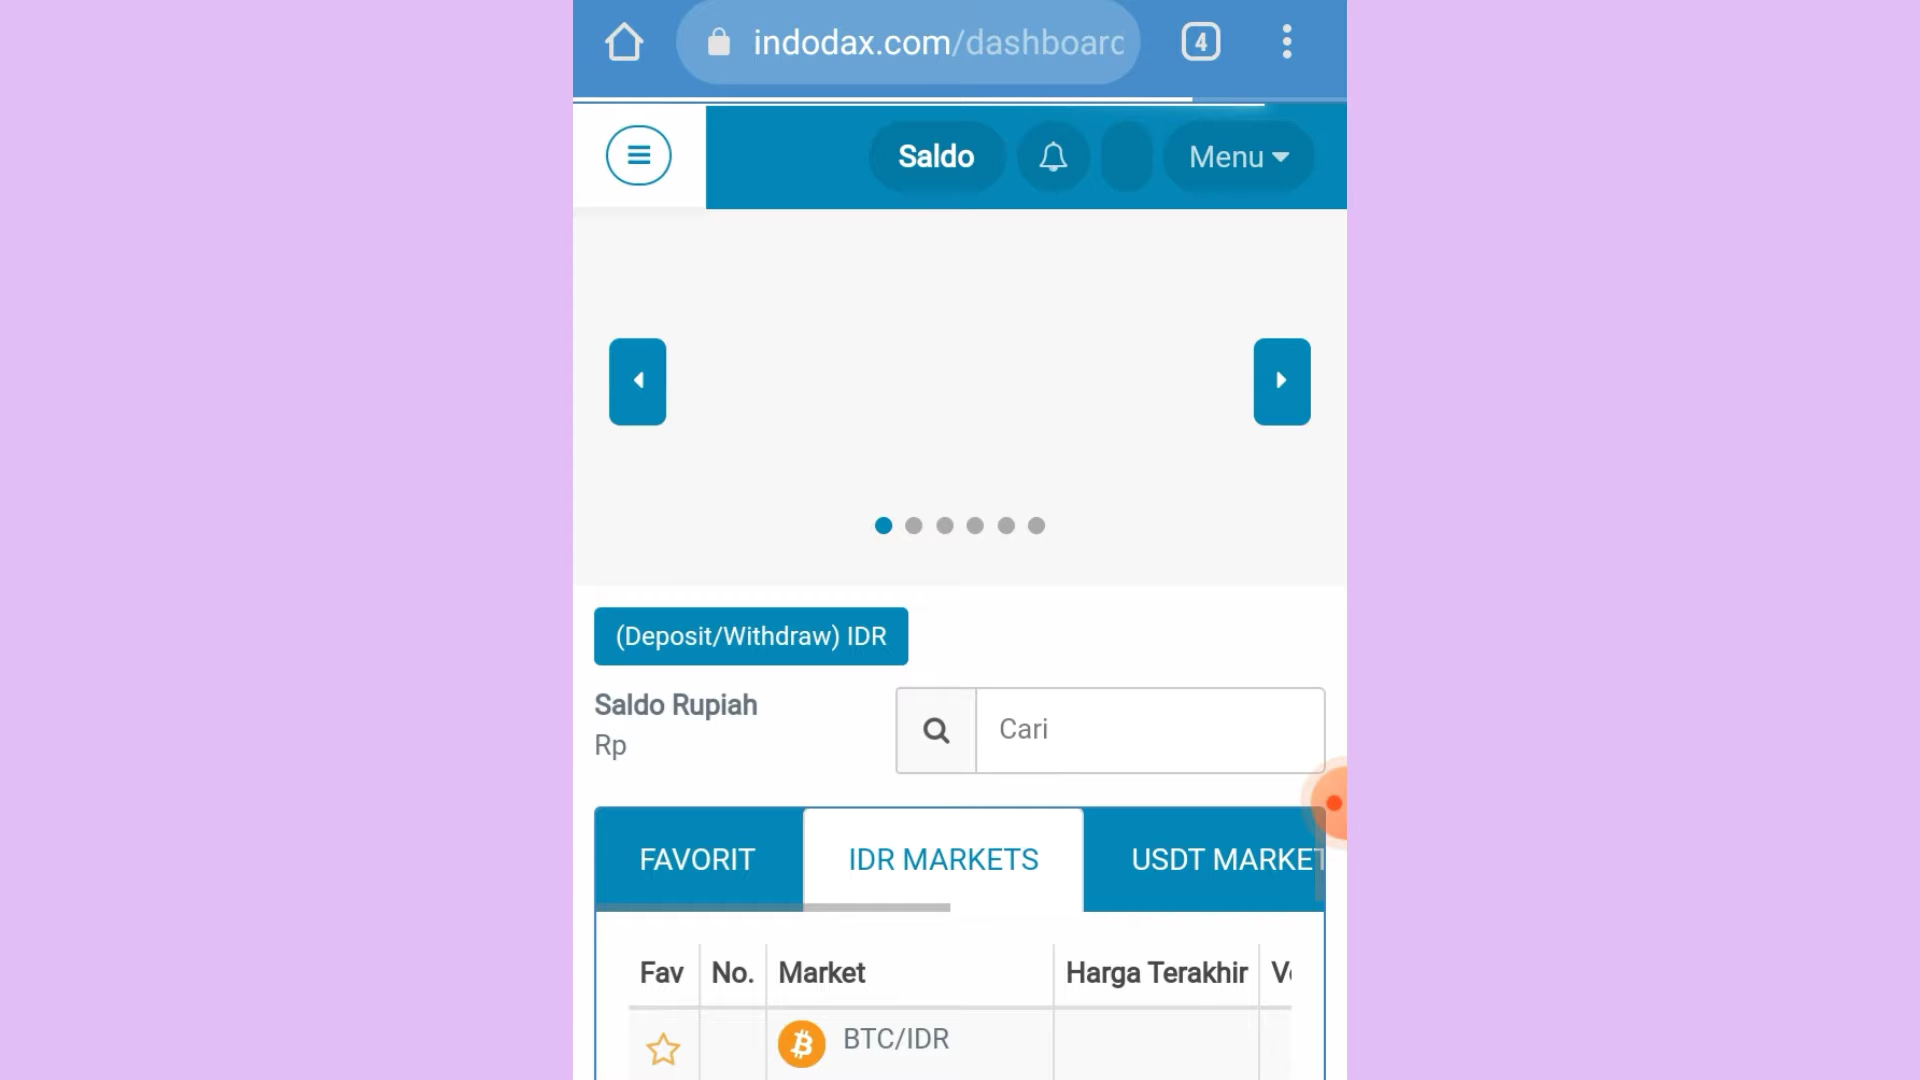 indodax.com/dashboard
4
Saldo
Menu
(Deposit/Withdraw) IDR
Saldo Rupiah
Rp
Cari
FAVORIT
IDR MARKETS
USDT MARKET
Fav
No.
Market
Harga Terakhir
BTC/IDR